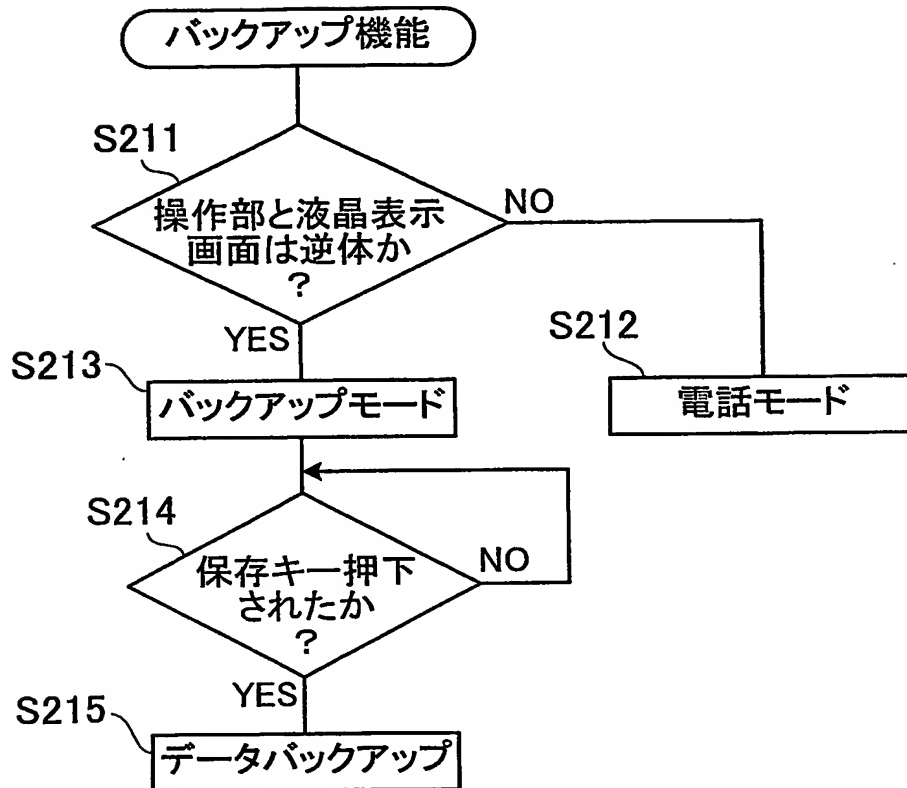 バックアップ機能
S211
操作部と液晶表示
画面は逆体か
？
NO
YES
S212
電話モード
S213
バックアップモード
S214
保存キー押下
されたか
？
NO
YES
S215
データバックアップ